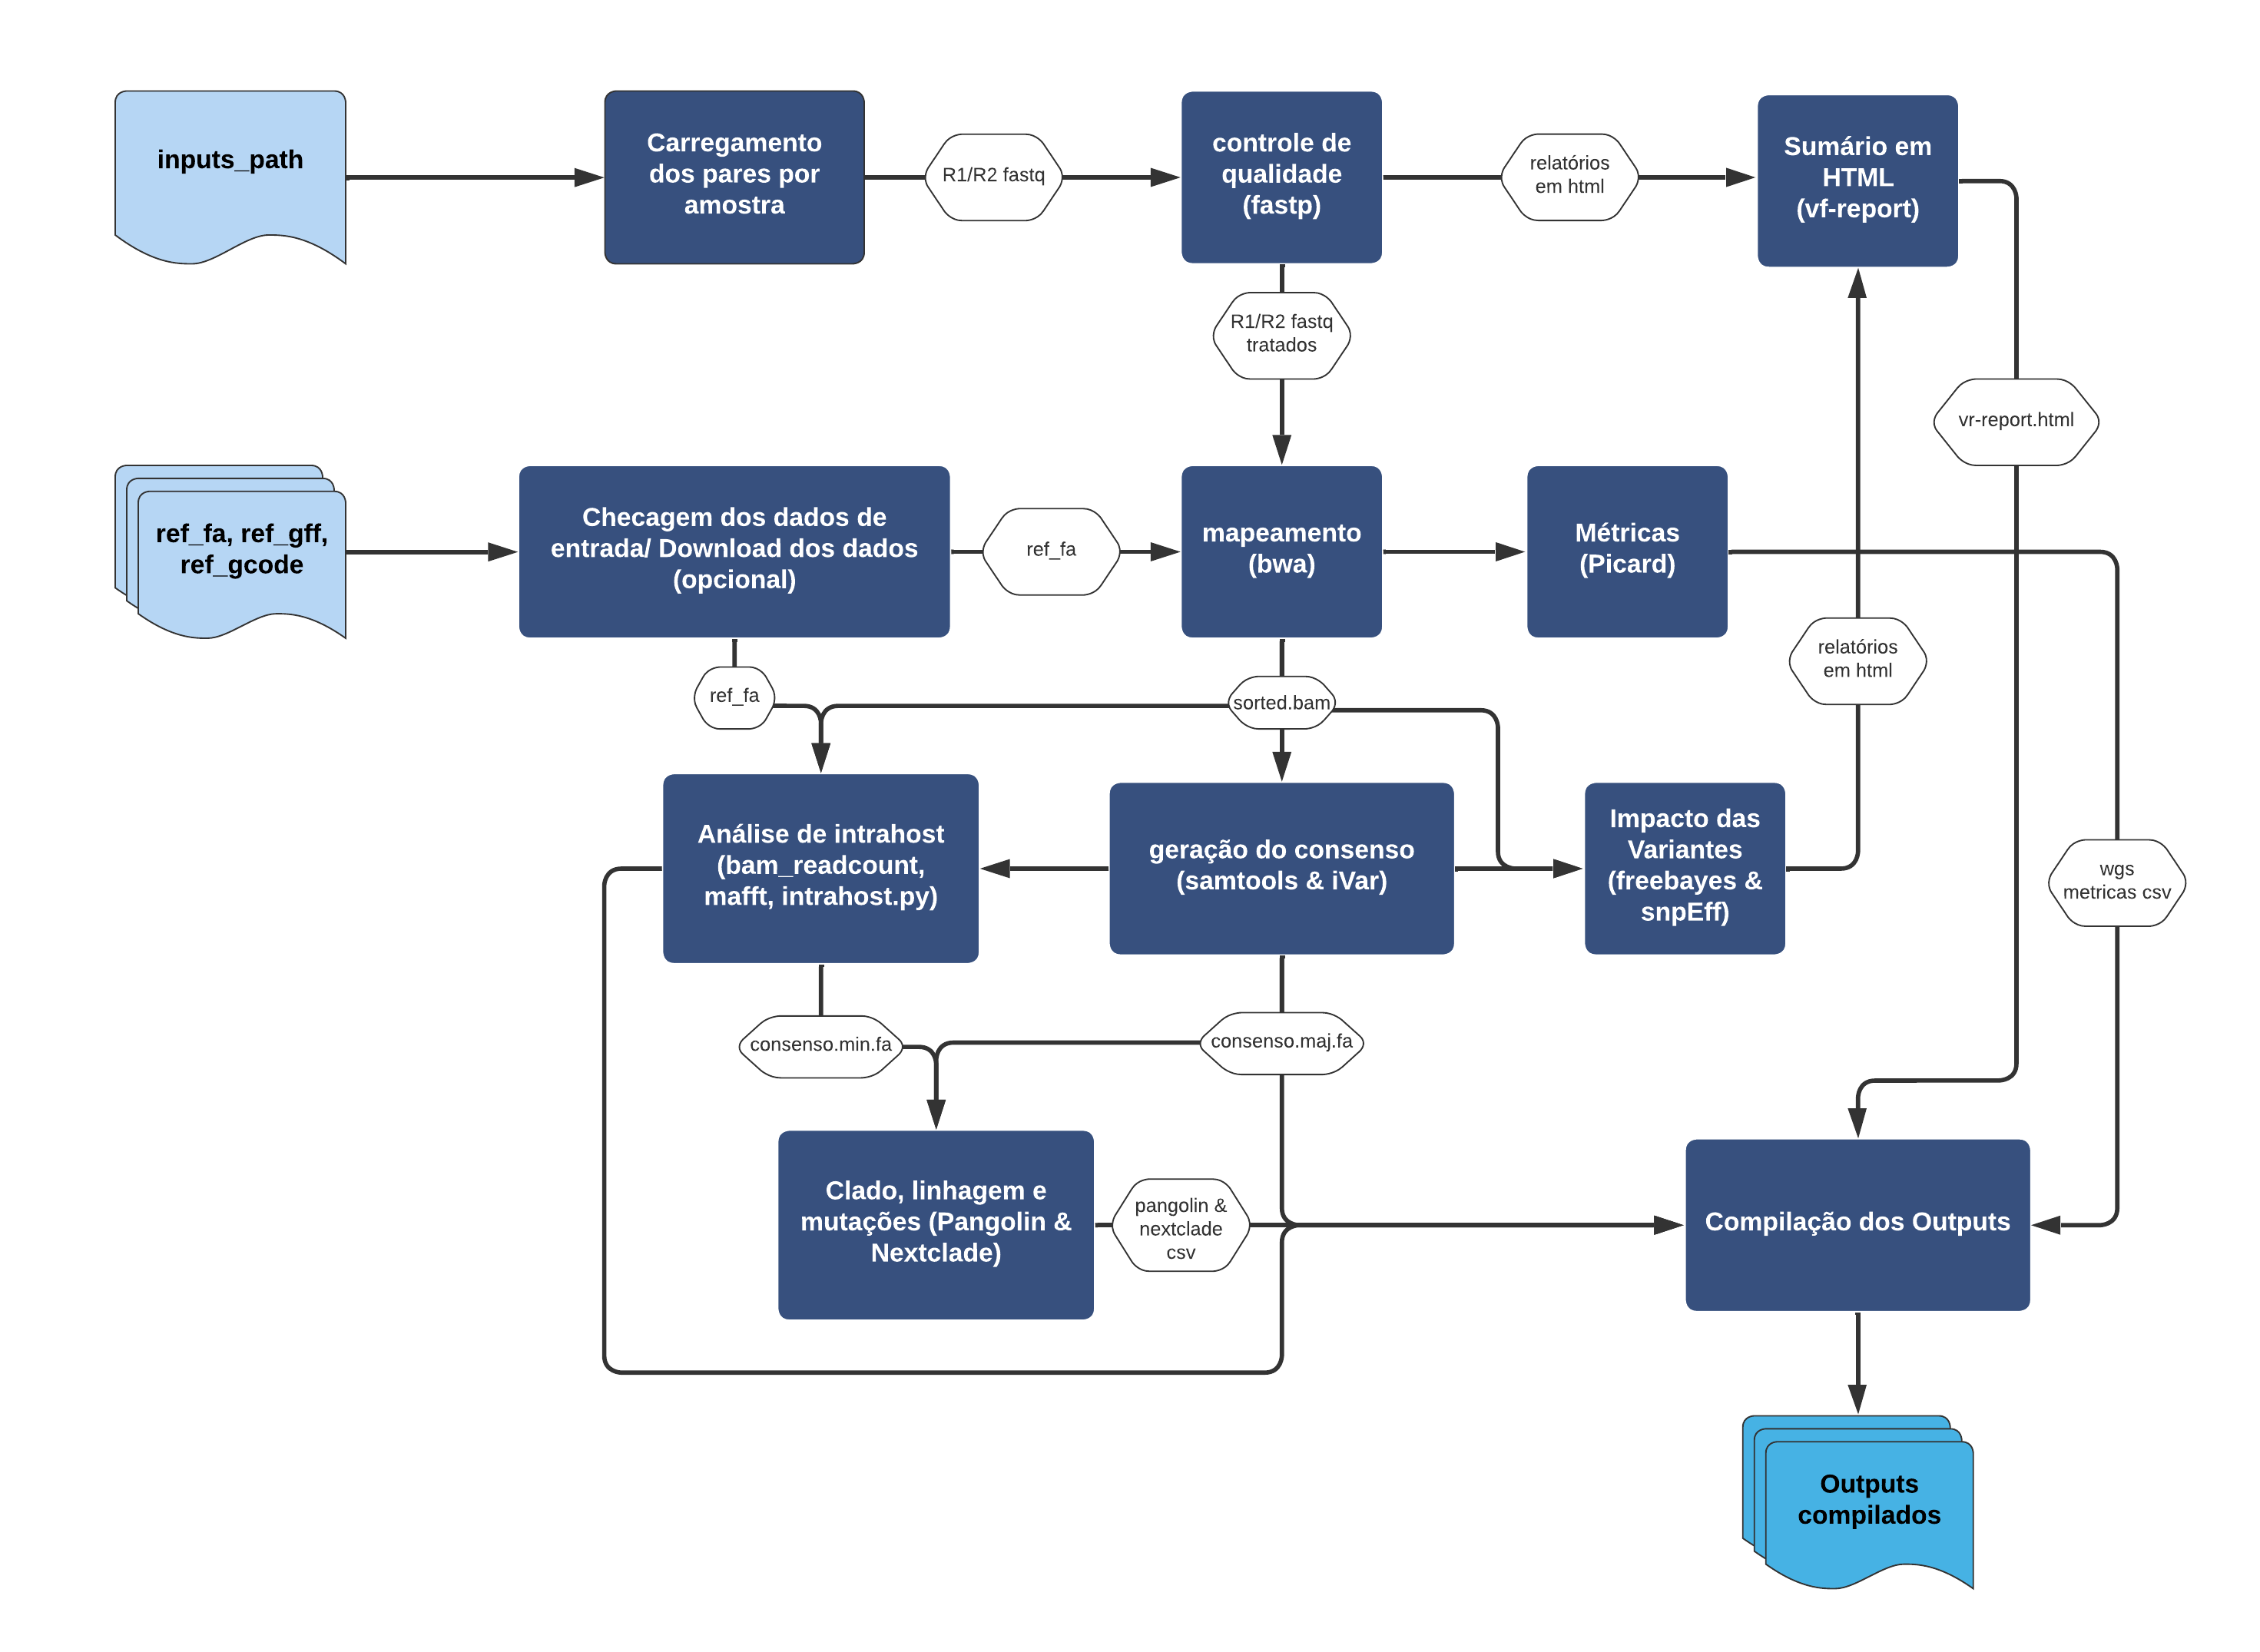 inputs_path
Carregamento
dos pares por
amostra
R1/R2 fastq
controle de
qualidade
(fastp)
relatórios
em html
Sumário em
HTML
(vf-report)
R1/R2 fastq
tratados
vr-report.html
ref_fa, ref_gff,
ref_gcode
Checagem dos dados de
entrada/ Download dos dados
(opcional)
ref_fa
mapeamento
(bwa)
Métricas
(Picard)
relatórios
em html
ref_fa
sorted.bam
Análise de intrahost
(bam_readcount,
mafft, intrahost.py)
geração do consenso
(samtools & iVar)
Impacto das
Variantes
(freebayes &
snpEff)
wgs
metricas csv
consenso.min.fa
consenso.maj.fa
Clado, linhagem e
mutações (Pangolin &
Nextclade)
pangolin &
nextclade
csv
Compilação dos Outputs
Outputs
compilados